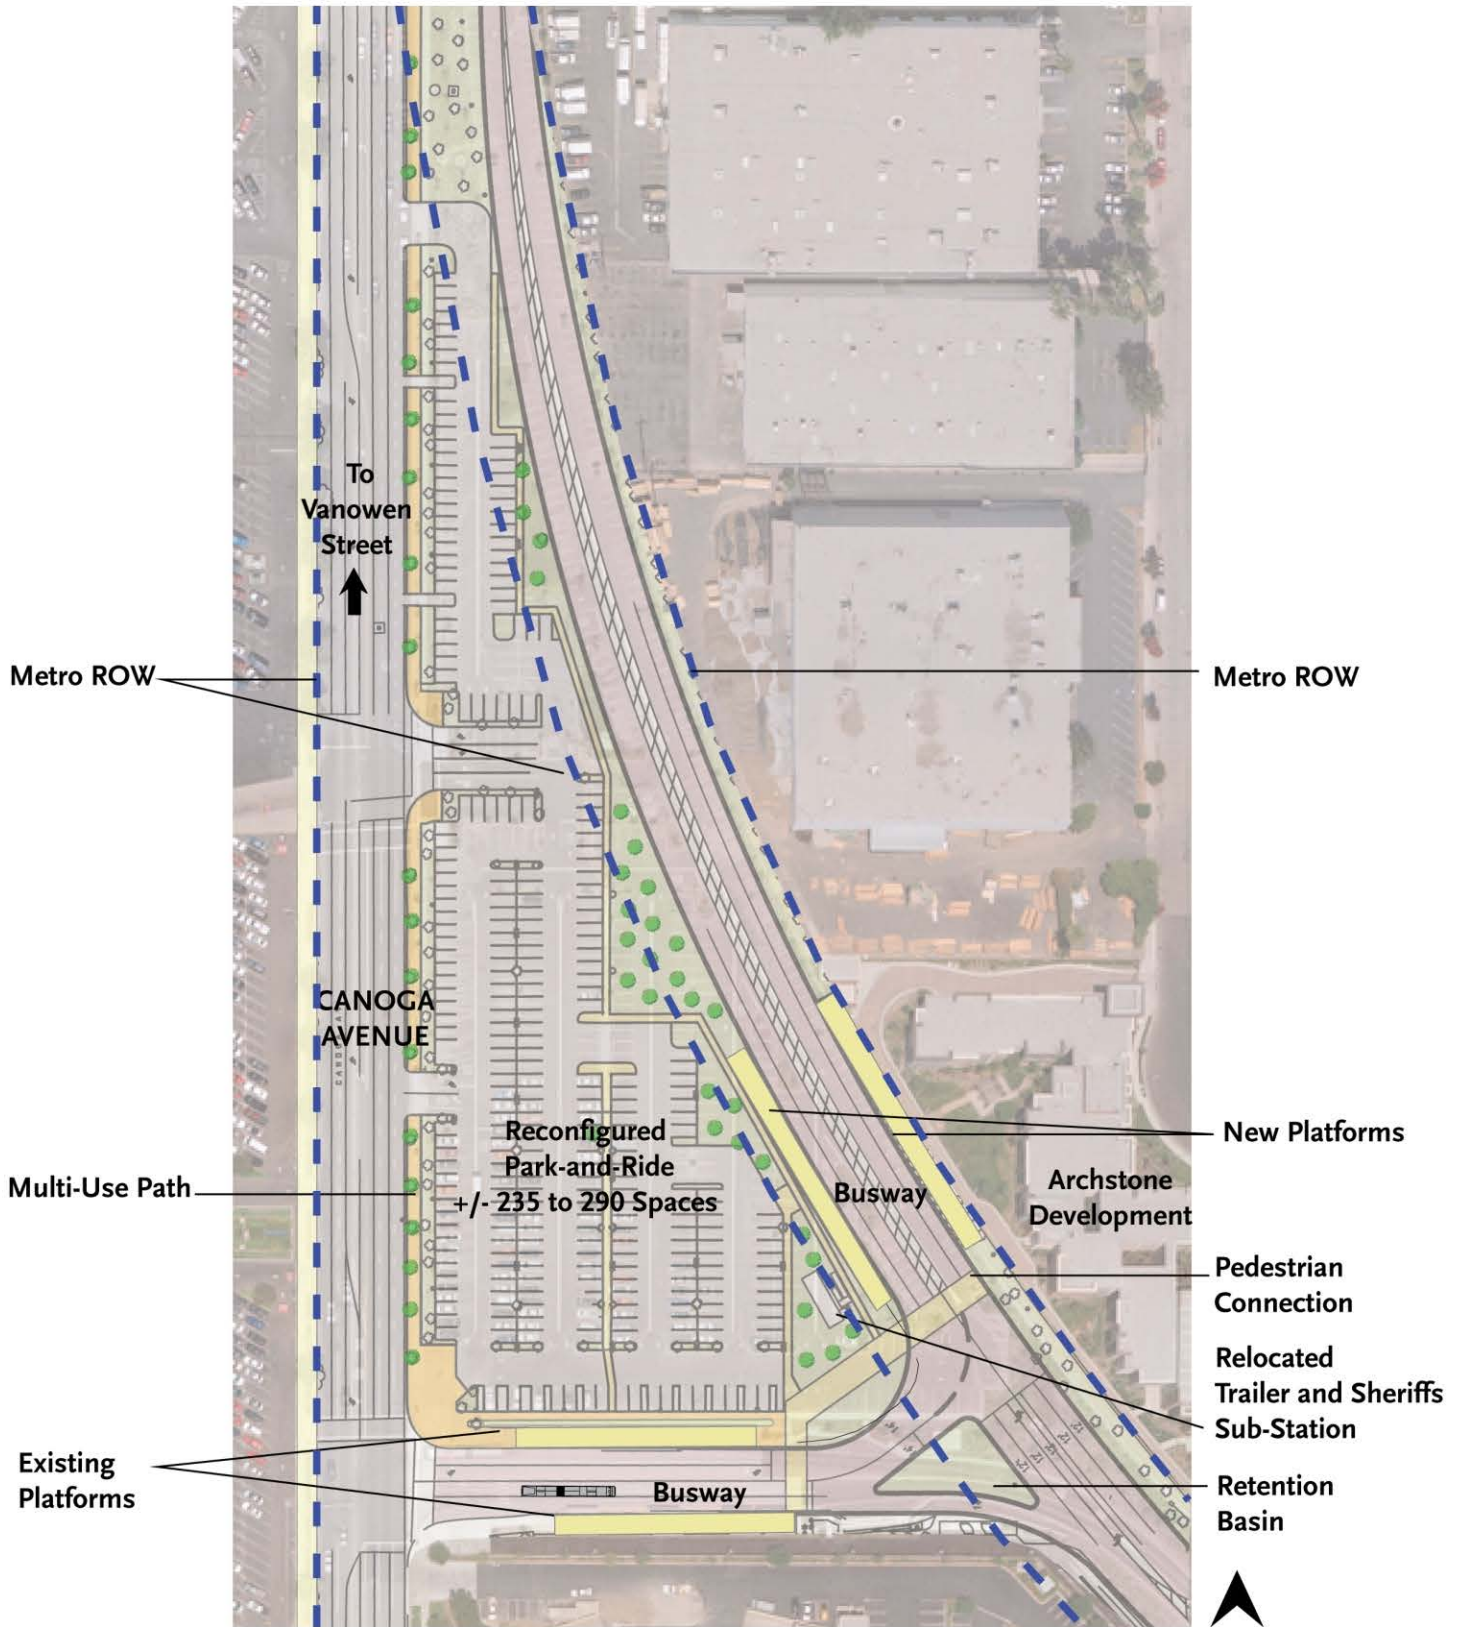 To
Vanowen
Street
Metro ROW
Metro ROW
CANOGA
AVENUE
Reconfigured
Park-and-Ride
+/- 235 to 290 Spaces
New Platforms
Multi-Use Path
Busway
Archstone
Development
Pedestrian
Connection
Relocated
Trailer and Sheriffs
Sub-Station
Existing
Platforms
Busway
Retention
Basin